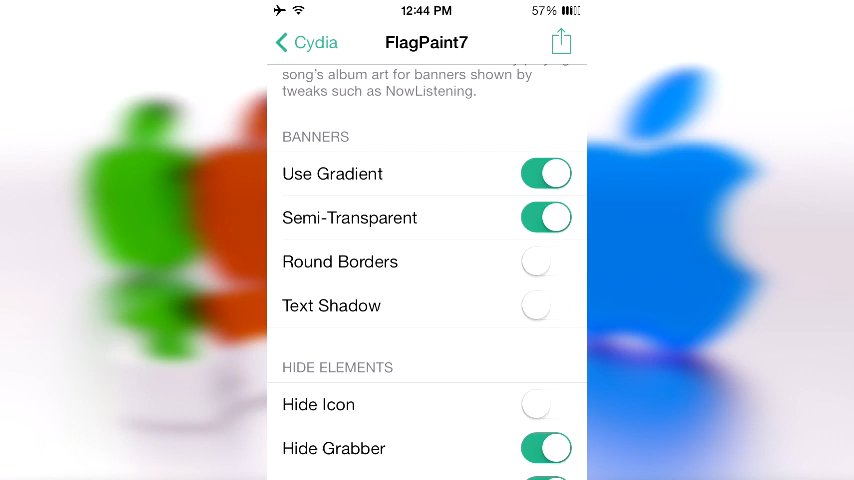 12:44 PM
57%
Cydia
FlagPaint7
song's album art for banners shown by
tweaks such as NowListening.
BANNERS
Use Gradient
Semi-Transparent
Round Borders
Text Shadow
HIDE ELEMENTS
Hide Icon
Hide Grabber